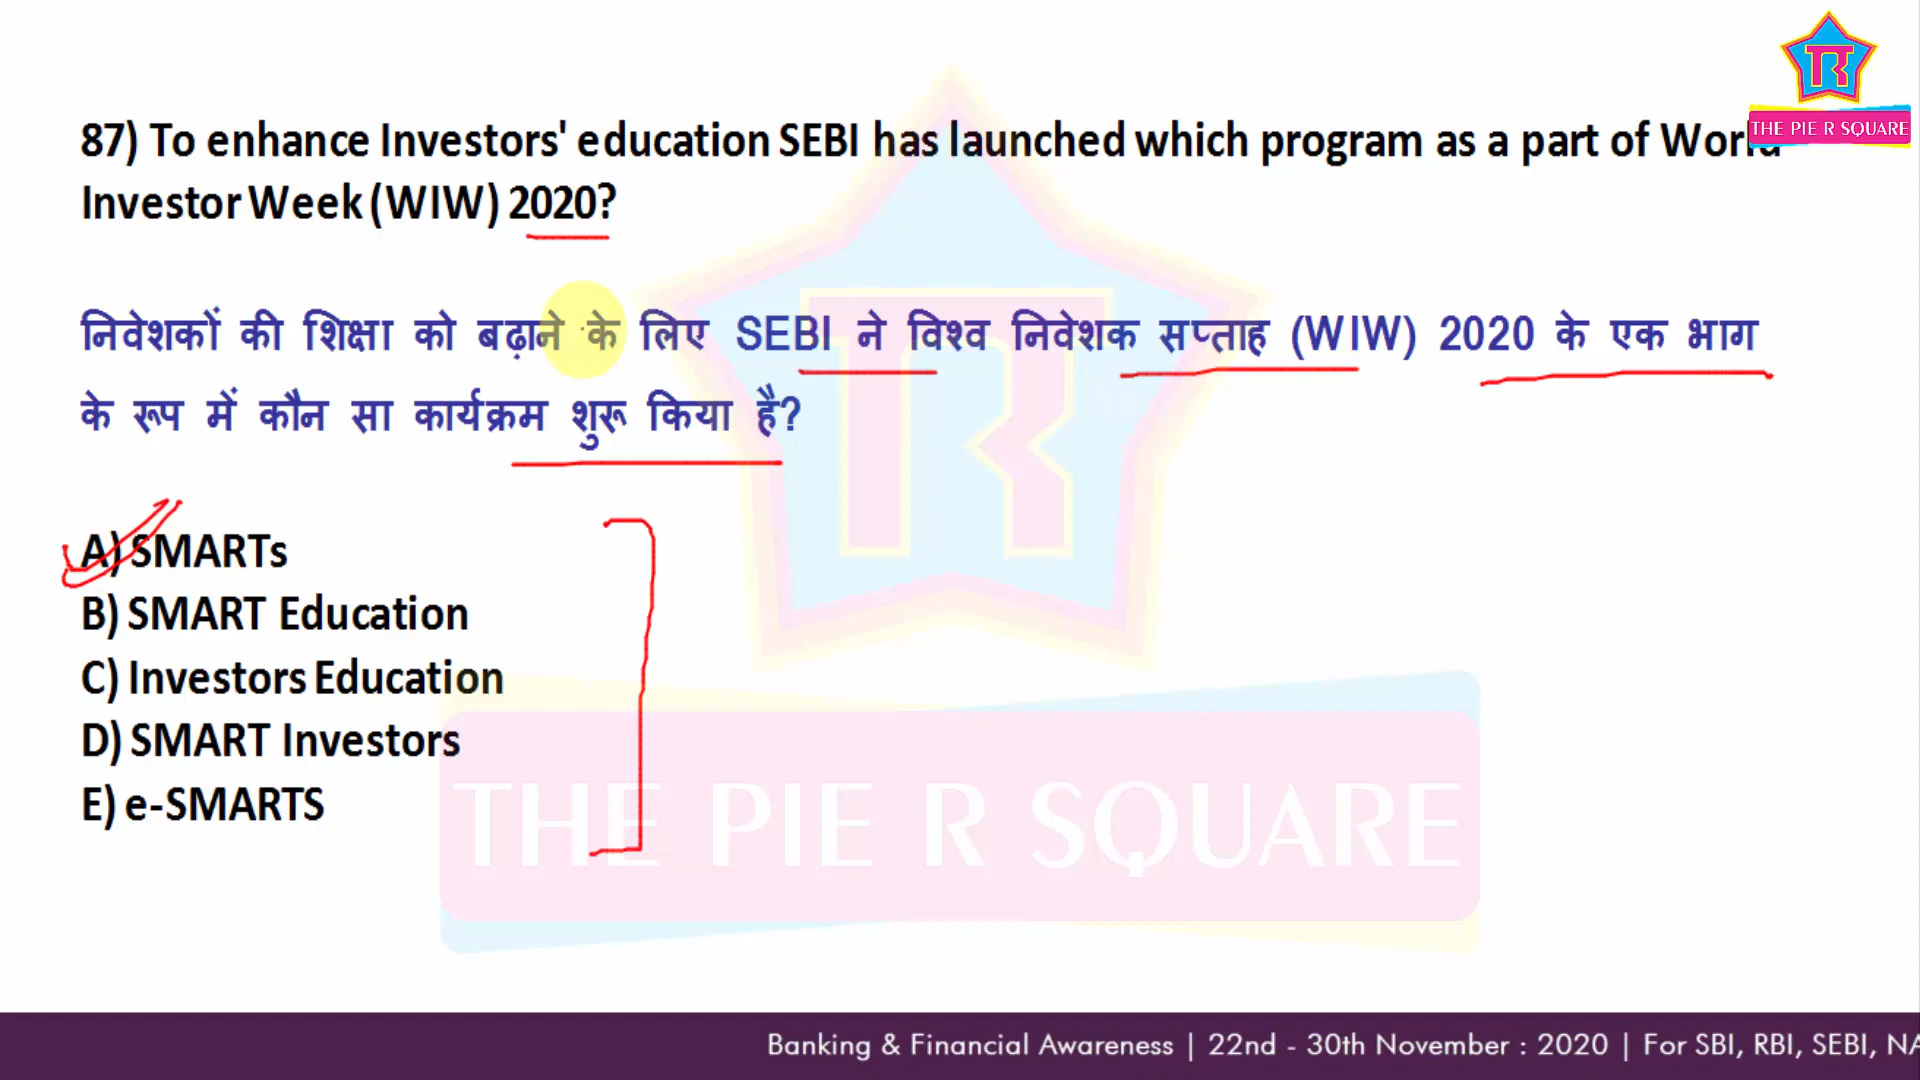 87) To enhance Investors' education SEBI has launched which program as a part of World
Investor Week (WIW) 2020?
निवेशकों की शिक्षा को बढ़ाने के लिए SEBI ने विश्व निवेशक सप्ताह (WIW) 2020 के एक भाग
के रूप में कौन सा कार्यक्रम शुरू किया है?
A) SMARTs
B) SMART Education
C) Investors Education
D) SMART Investors
E) e-SMARTS
THE PIE R SQUARE
THE PIE R SQUARE
Banking & Financial Awareness | 22nd - 30th November : 2020 | For SBI, RBI, SEBI, NA